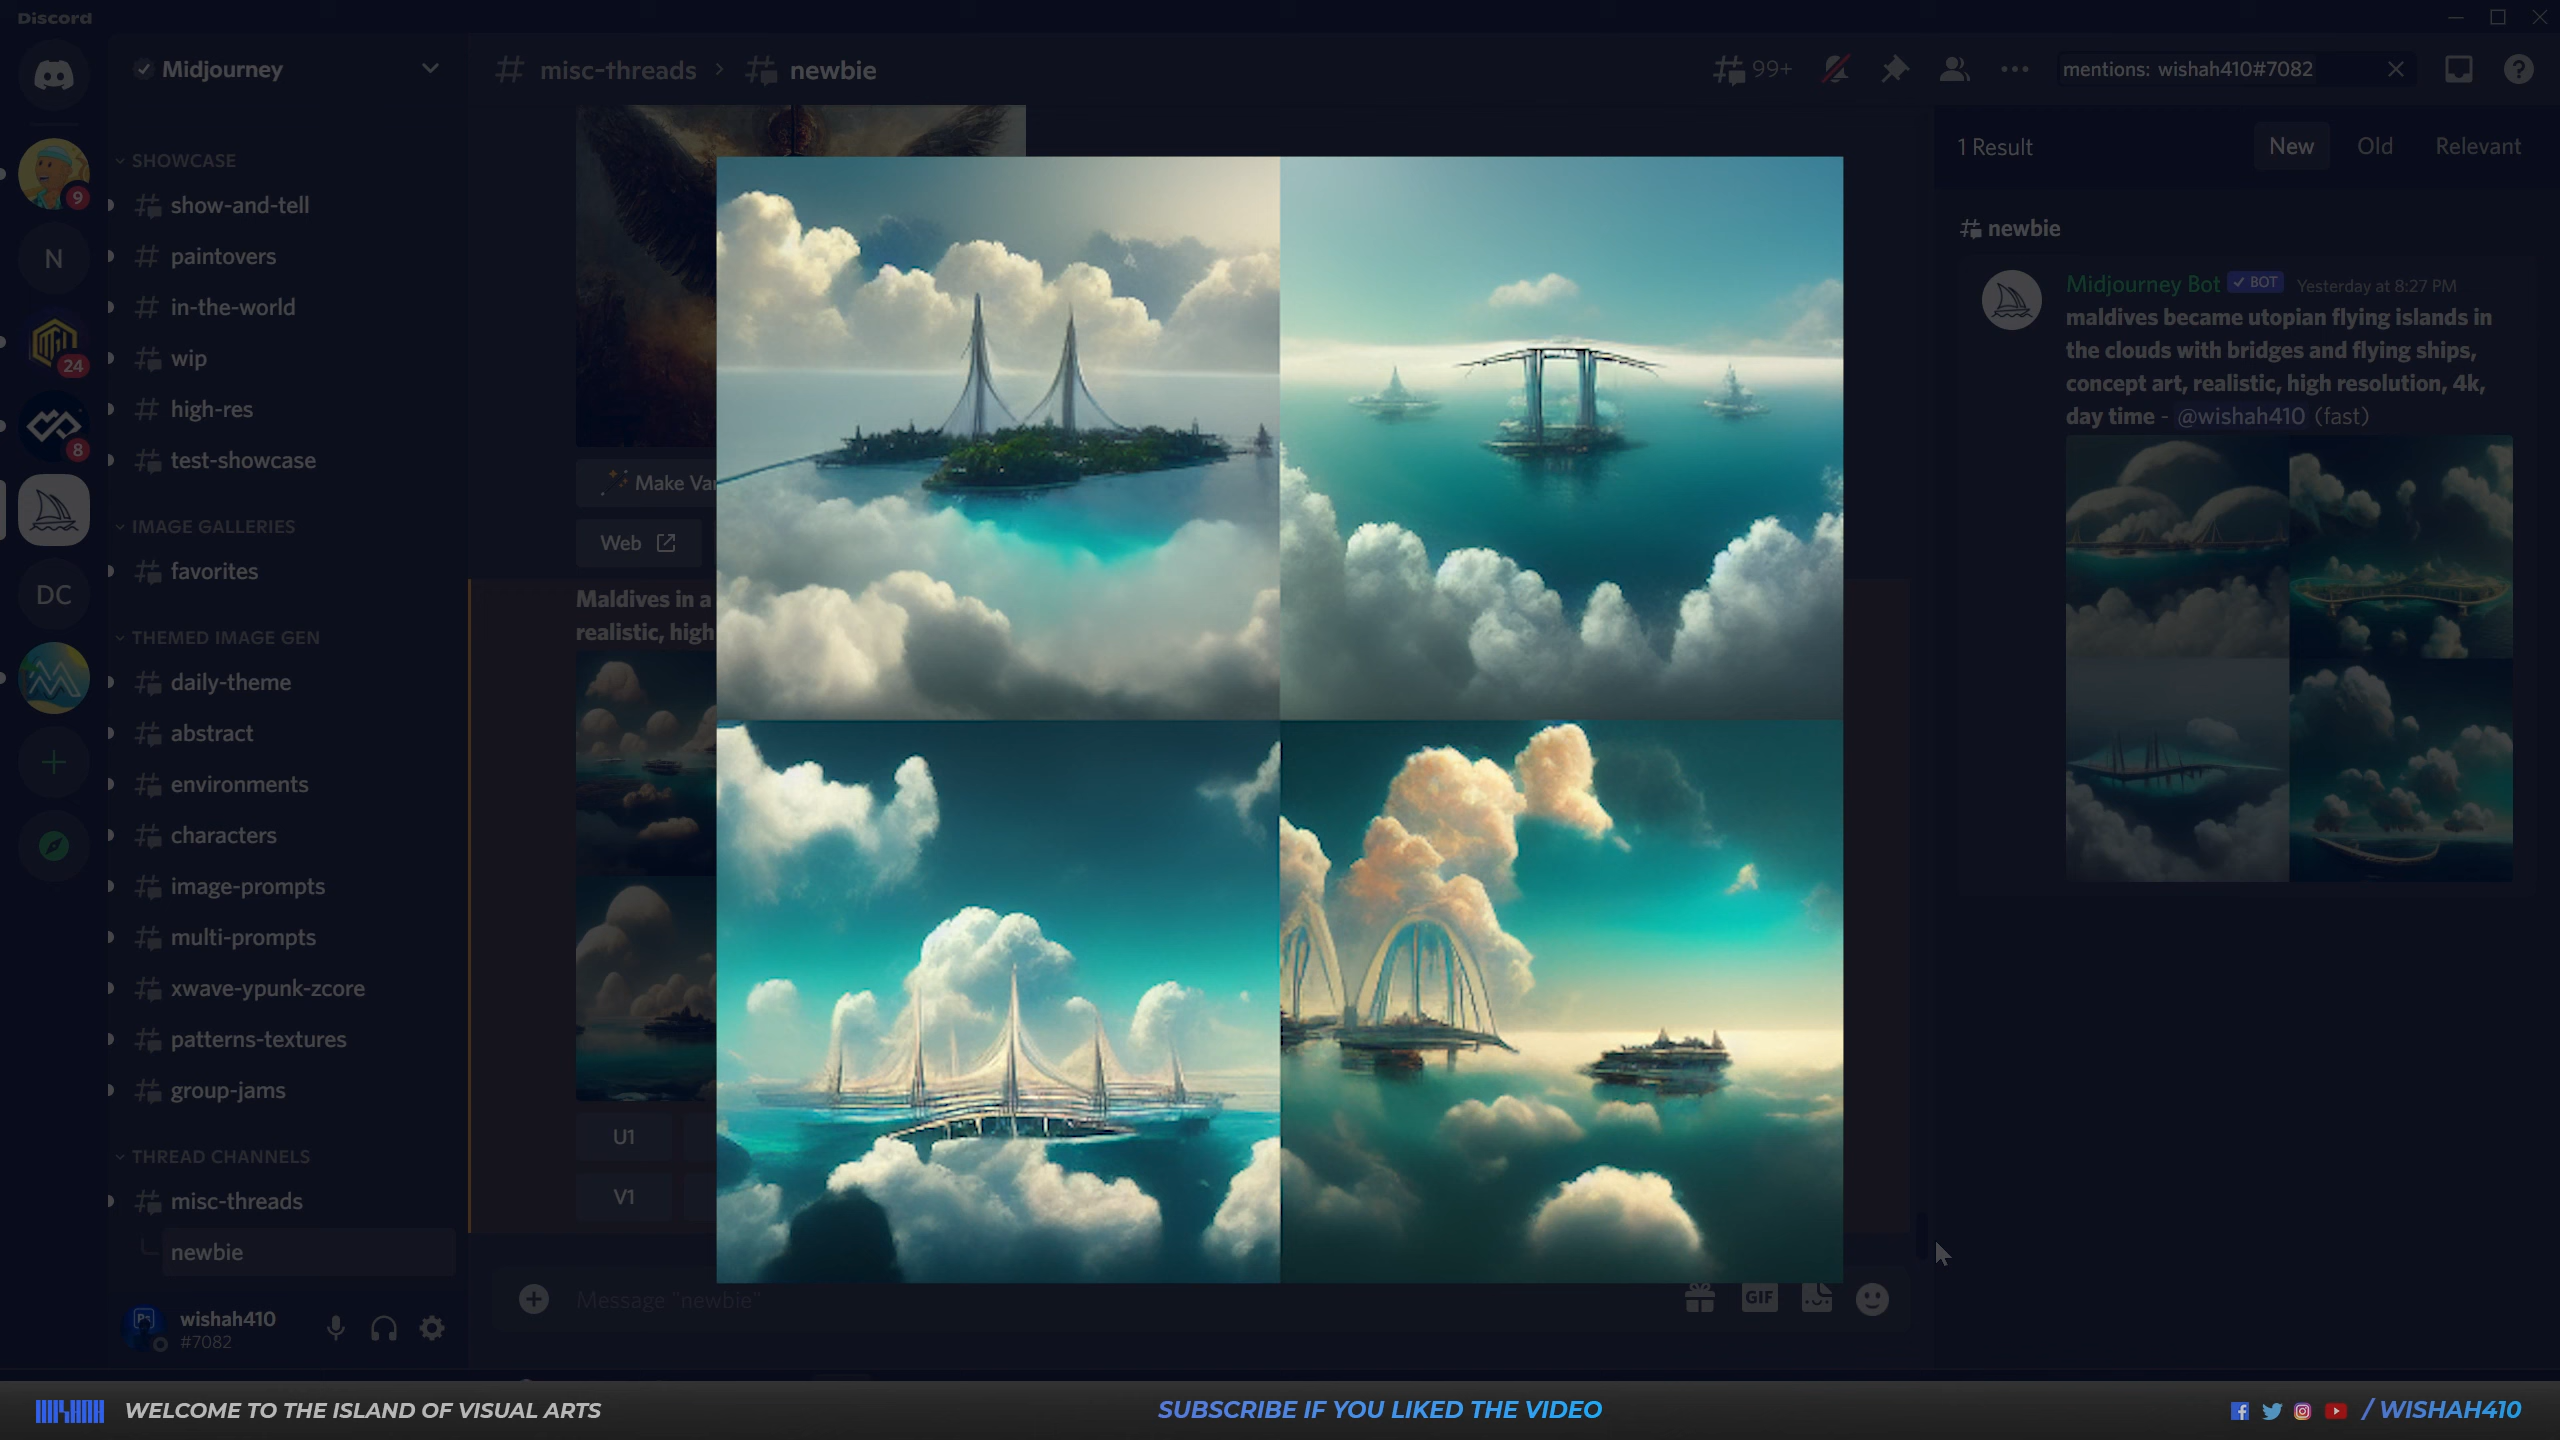 Discord
Midjourney
SHOWCASE
show-and-tell
paintovers
in-the-world
wip
high-res
test-showcase
IMAGE GALLERIES
favorites
THEMED IMAGE GEN
daily-theme
abstract
environments
characters
image-prompts
multi-prompts
xwave-ypunk-zcore
patterns-textures
group-jams
THREAD CHANNELS
misc-threads
newbie
9
N
24
8
DC
wishah410
#7082
misc-threads > newbie
99+
mentions: wishah410#7082
Make Var
Web
Maldives in a
realistic, high
U1
V1
Message "newbie"
GIF
1 Result
New
Old
Relevant
newbie
Midjourney Bot BOT Yesterday at 8:27 PM
maldives became utopian flying islands in
the clouds with bridges and flying ships,
concept art, realistic, high resolution, 4k,
day time - @wishah410 (fast)
WELCOME TO THE ISLAND OF VISUAL ARTS
SUBSCRIBE IF YOU LIKED THE VIDEO
/ WISHAH410